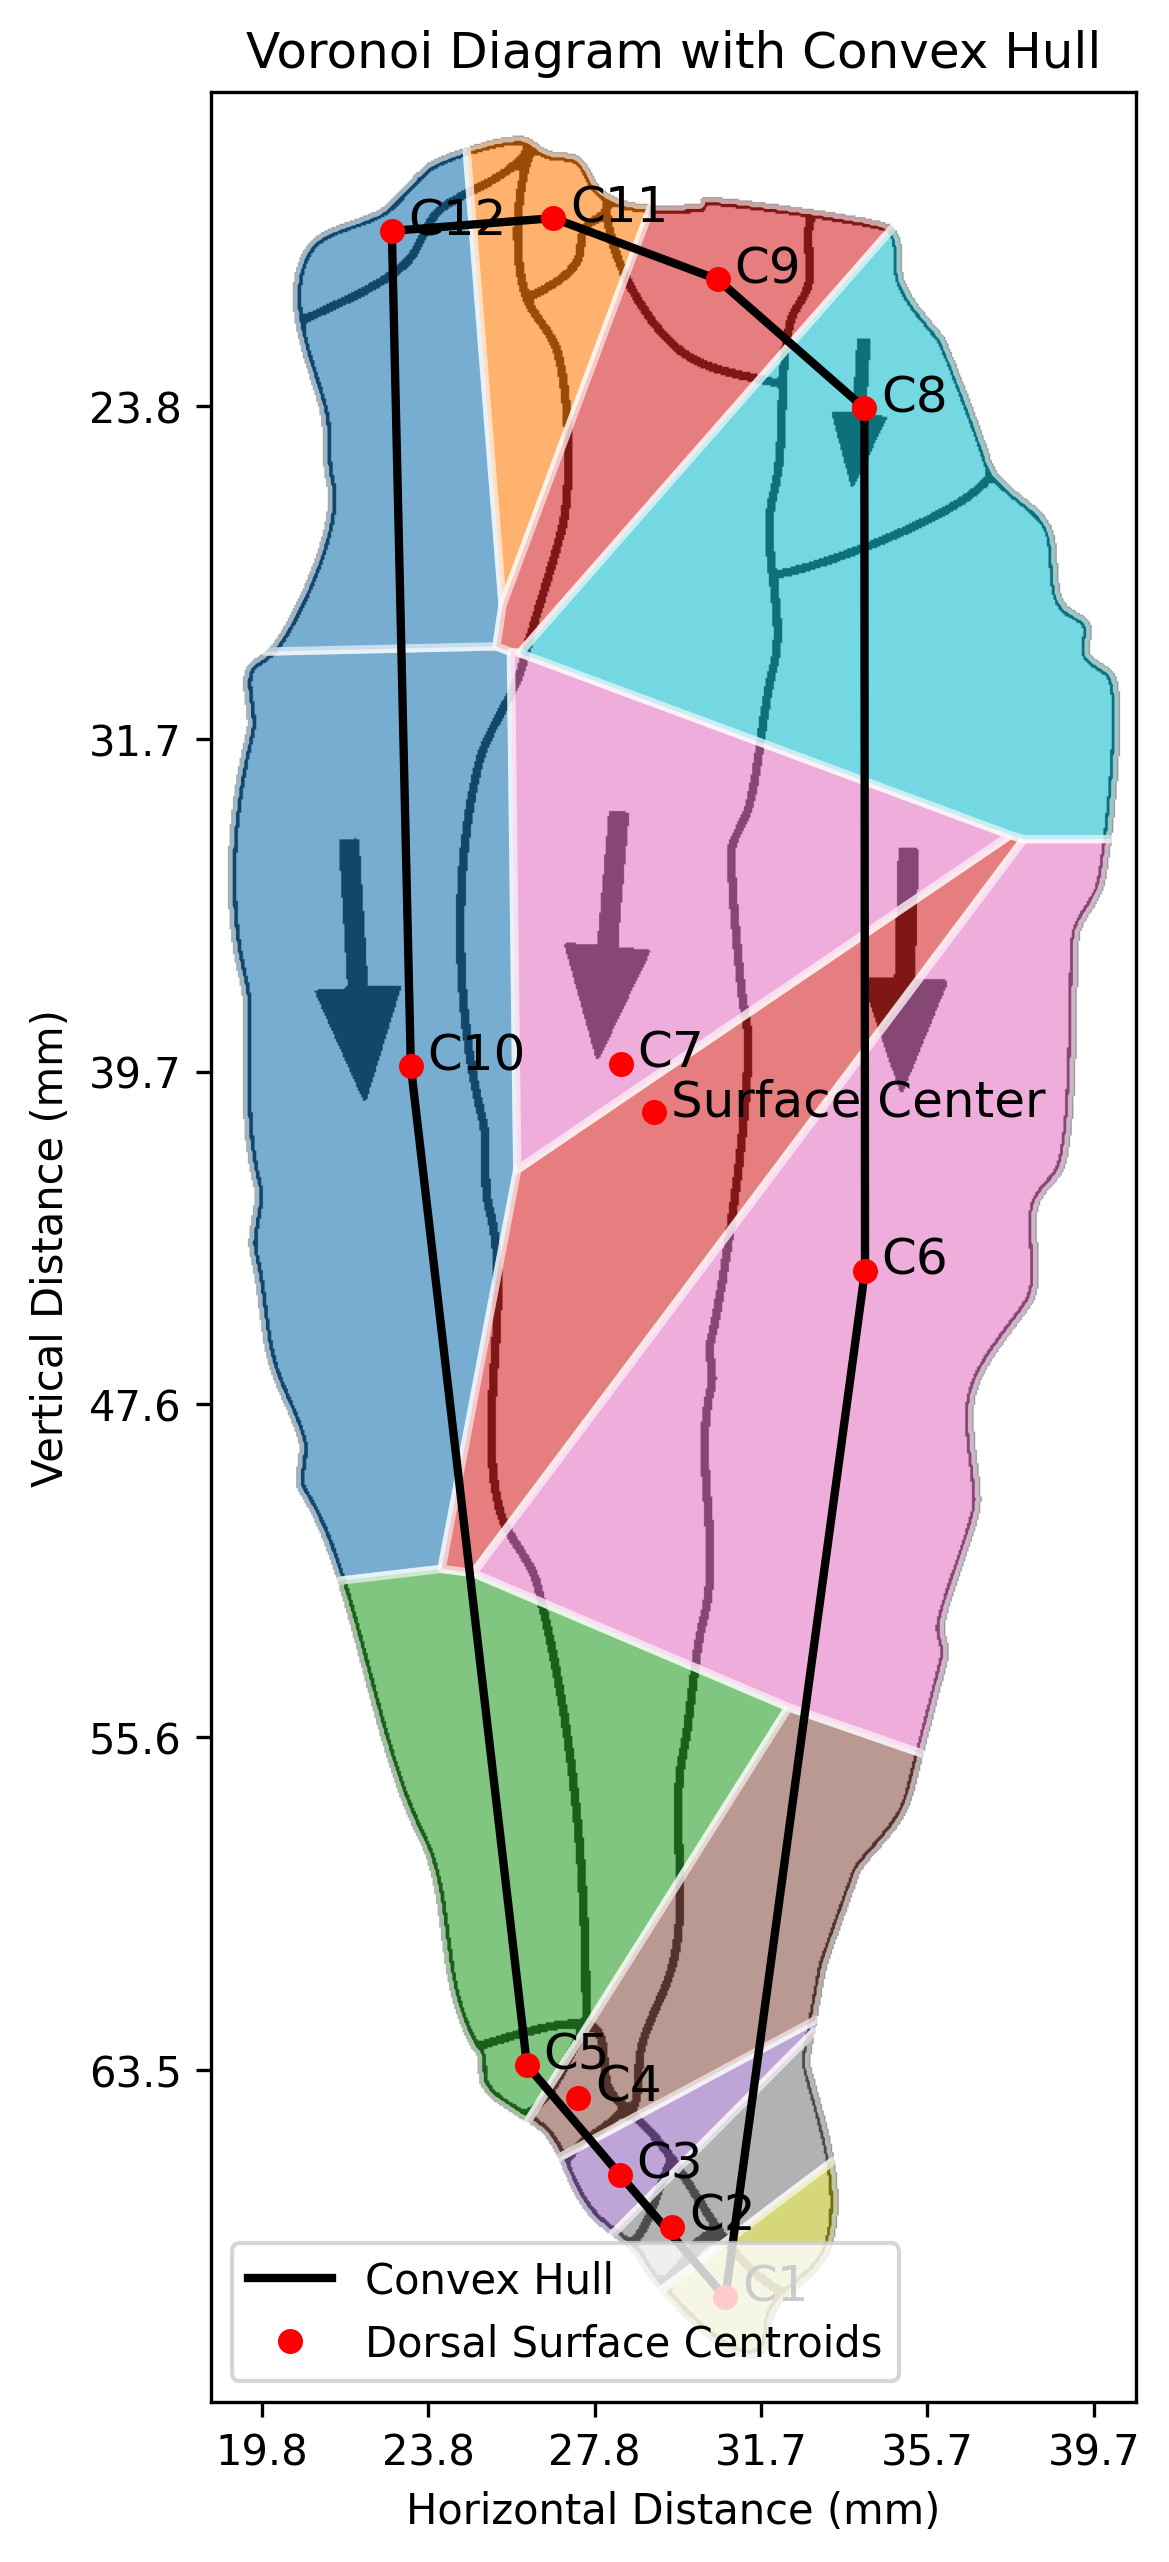 Voronoi Diagram with Convex Hull
C12
C11
C9
C8
C10
C7
Surface Center
C6
C5
C4
C3
C2
C1
Vertical Distance (mm)
23.8
31.7
39.7
47.6
55.6
63.5
Convex Hull
Dorsal Surface Centroids
19.8
23.8
27.8
31.7
35.7
39.7
Horizontal Distance (mm)